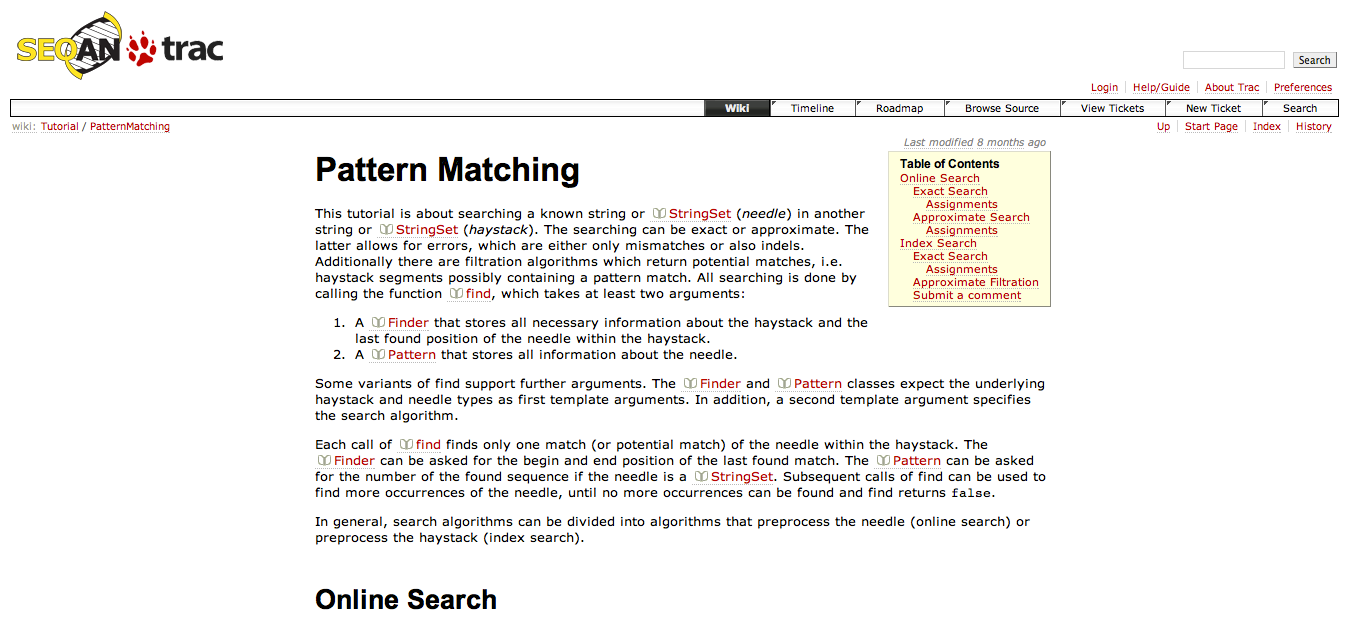 SEQAN trac
Search
Login Help/Guide About Trac Preferences
Wiki Timeline Roadmap Browse Source View Tickets New Ticket Search
wiki: Tutorial / PatternMatching
Up Start Page Index History
Last modified 8 months ago
Pattern Matching
Table of Contents
Online Search
Exact Search
Assignments
Approximate Search
Assignments
Index Search
Exact Search
Assignments
Approximate Filtration
Submit a comment
This tutorial is about searching a known string or StringSet (needle) in another
string or StringSet (haystack). The searching can be exact or approximate. The
latter allows for errors, which are either only mismatches or also indels.
Additionally there are filtration algorithms which return potential matches, i.e.
haystack segments possibly containing a pattern match. All searching is done by
calling the function find, which takes at least two arguments:
1. A Finder that stores all necessary information about the haystack and the
last found position of the needle within the haystack.
2. A Pattern that stores all information about the needle.
Some variants of find support further arguments. The Finder and Pattern classes expect the underlying
haystack and needle types as first template arguments. In addition, a second template argument specifies
the search algorithm.
Each call of find finds only one match (or potential match) of the needle within the haystack. The
Finder can be asked for the begin and end position of the last found match. The Pattern can be asked
for the number of the found sequence if the needle is a StringSet. Subsequent calls of find can be used to
find more occurrences of the needle, until no more occurrences can be found and find returns false.
In general, search algorithms can be divided into algorithms that preprocess the needle (online search) or
preprocess the haystack (index search).
Online Search